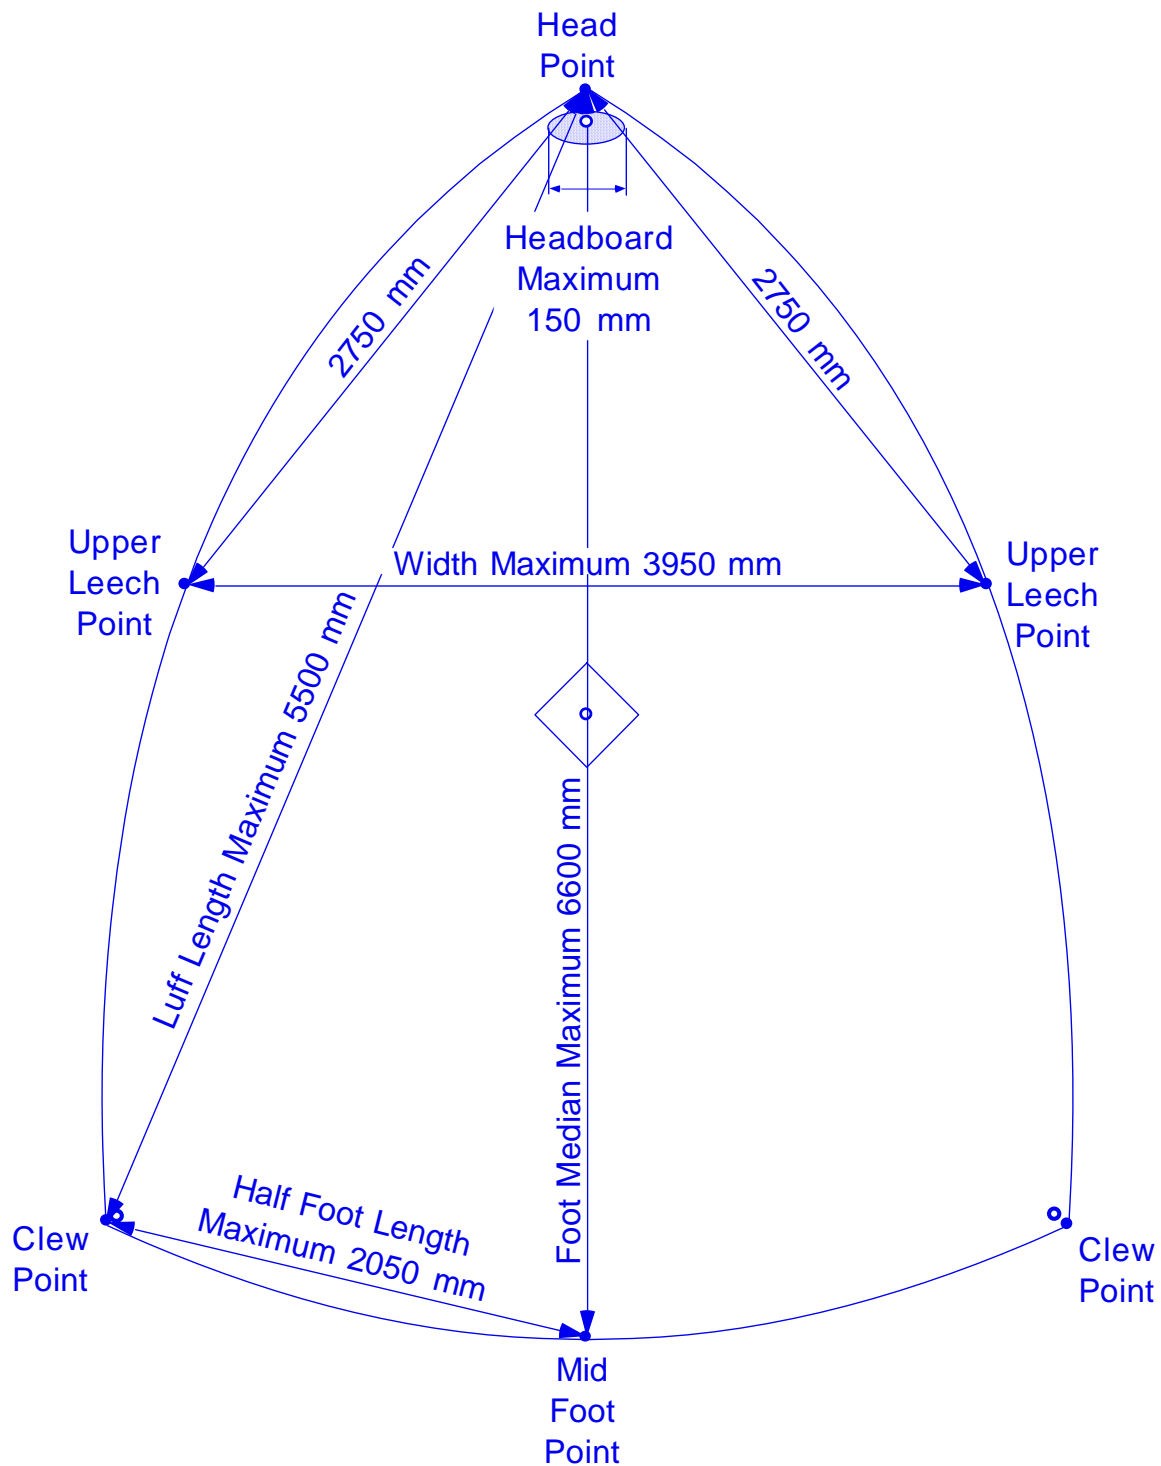 Head
Point
Headboard
Maximum
150 mm
2750 mm
2750 mm
Upper
Leech
Point
Width Maximum 3950 mm
Upper
Leech
Point
Luff Length Maximum 5500 mm
Foot Median Maximum 6600 mm
Half Foot Length
Maximum 2050 mm
Clew
Point
Clew
Point
Mid
Foot
Point